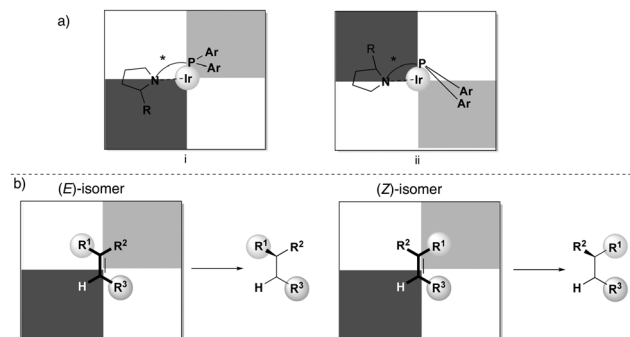 a)
R
*
P
Ar
Ar
N
Ir
R
*
P
N
Ir
Ar
Ar
R
i
ii
b)
(E)-isomer
(Z)-isomer
R¹ R²
R¹ R²
R² R¹
R² R¹
H R³
H R³
H R³
H R³